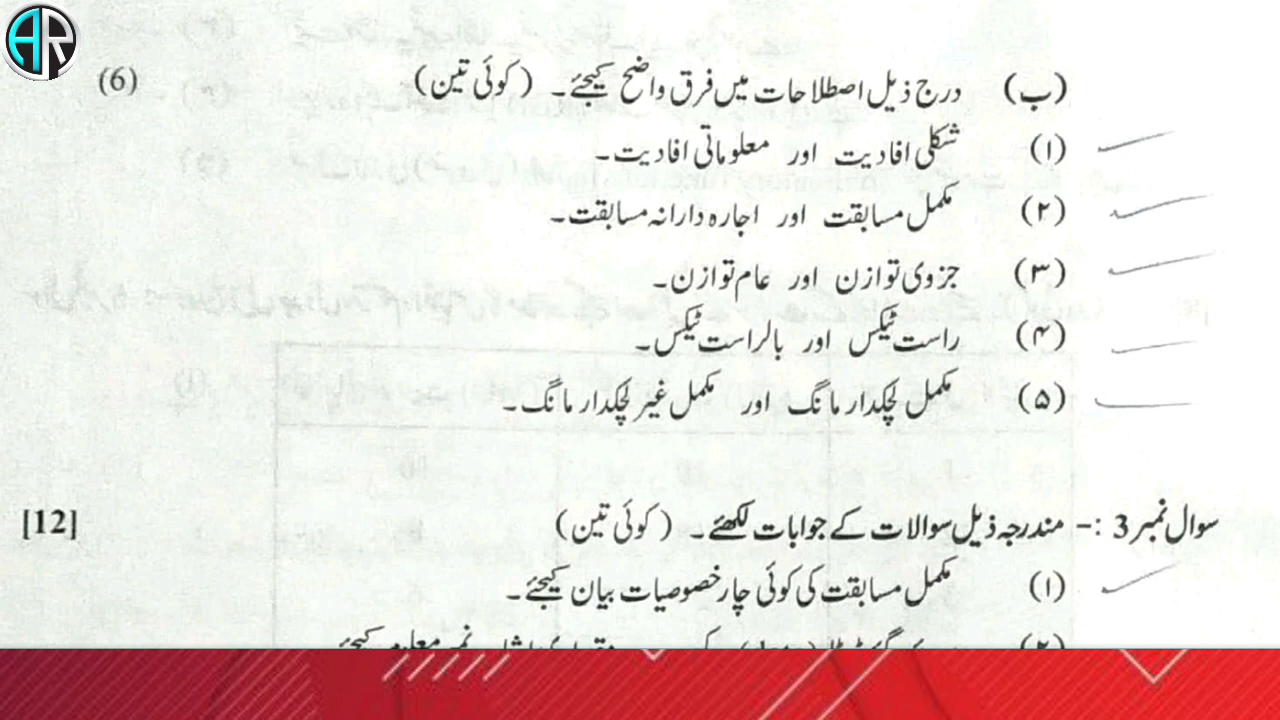 AR
(ب) درج ذیل اصطلاحات میں فرق واضح کیجئے۔ (کوئی تین) (6)
(۱) شکلی افادیت اور معلوماتی افادیت۔
(۲) مکمل مسابقت اور اجارہ دارانہ مسابقت۔
(۳) جزوی توازن اور عام توازن۔
(۴) راست ٹیکس اور بالراست ٹیکس۔
(۵) مکمل لچکدار مانگ اور مکمل غیر لچکدار مانگ۔
سوال نمبر 3 :- مندرجہ ذیل سوالات کے جوابات لکھئے۔ (کوئی تین) [12]
(۱) مکمل مسابقت کی کوئی چار خصوصیات بیان کیجئے۔